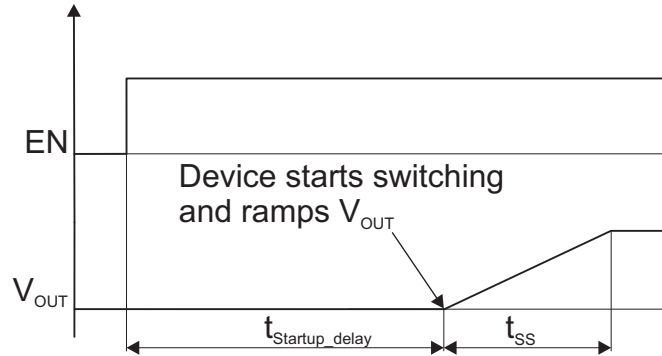 EN
Device starts switching
and ramps VOUT
VOUT
tStartup_delay
tSS